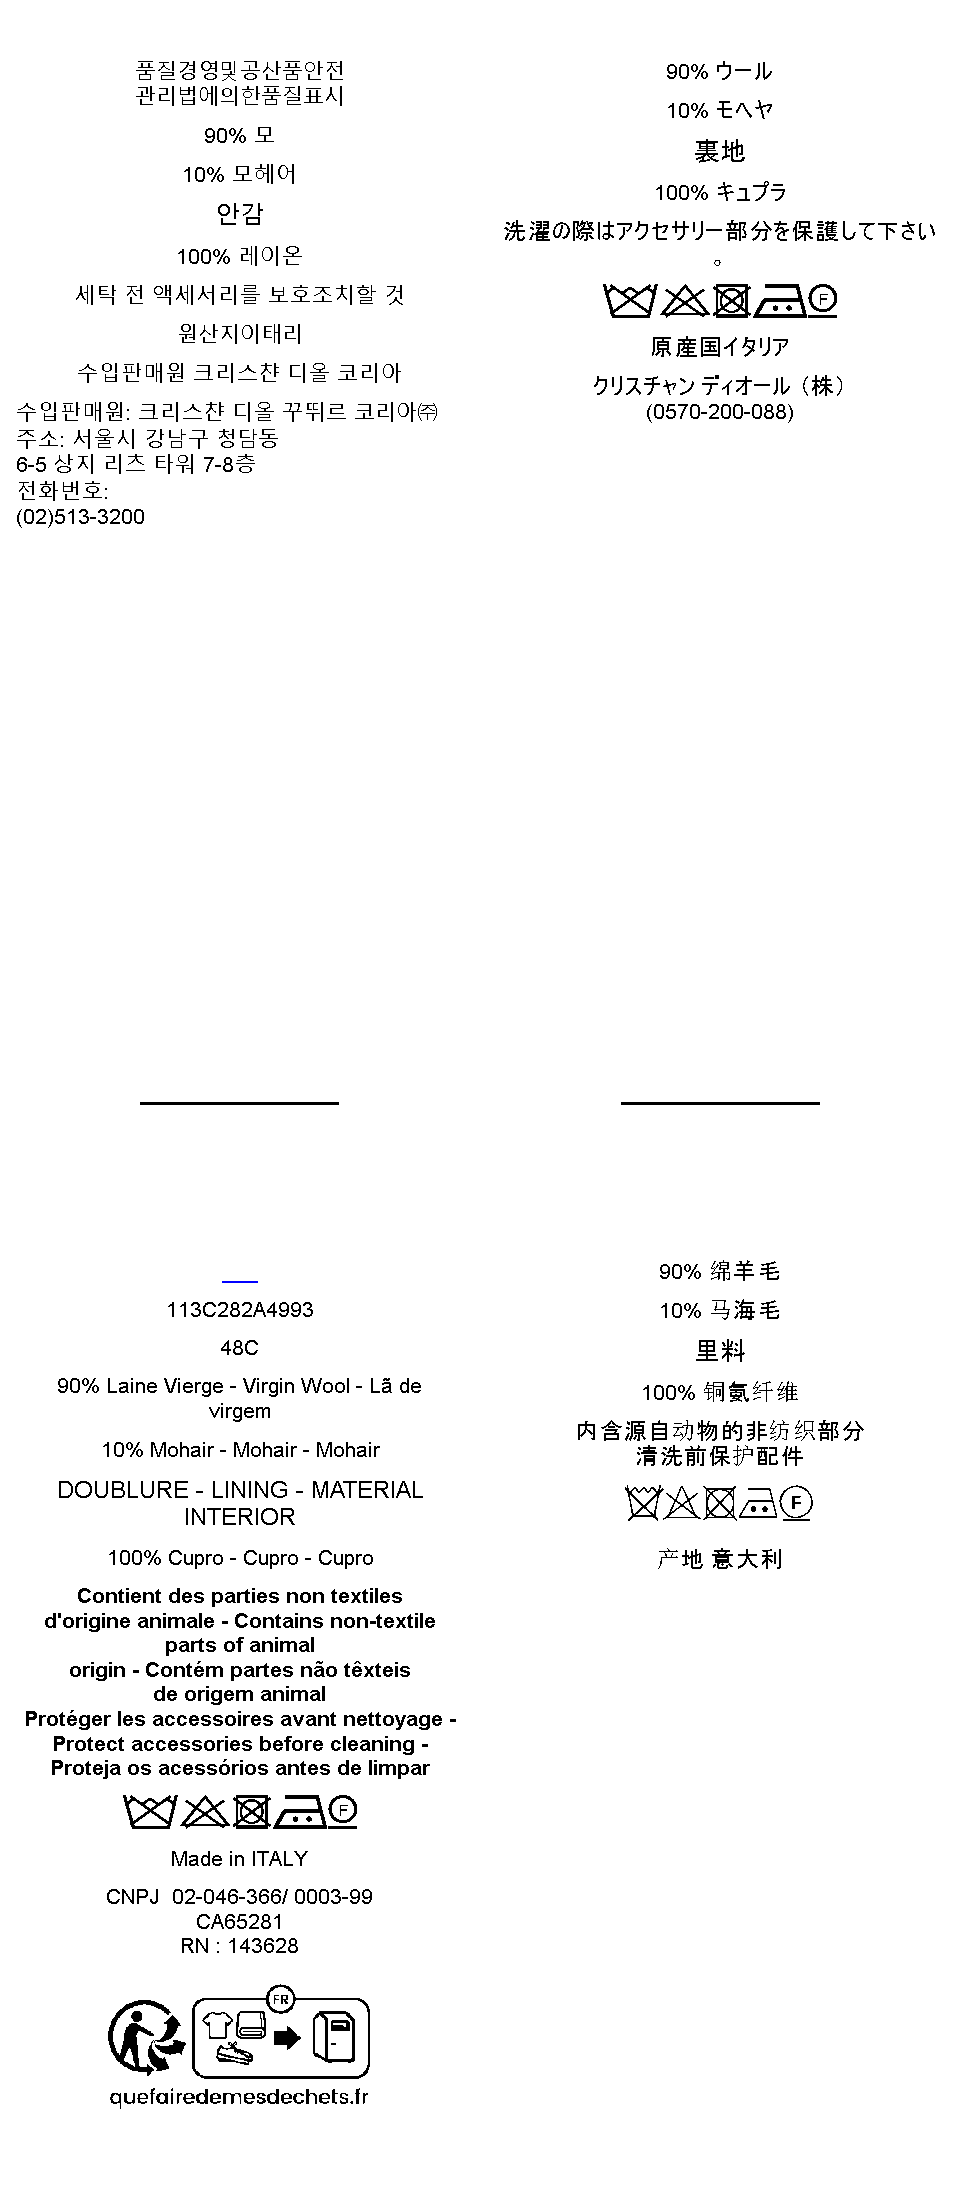 품질경영및공산품안전
관리법에의한품질표시
90% 모
10% 모헤어
안감
100% 레이온
세탁 전 액세서리를 보호조치할 것
원산지이태리
수입판매원 크리스챤 디올 코리아
수입판매원: 크리스챤 디올 꾸뛰르 코리아㈜
주소: 서울시 강남구 청담동
6-5 상지 리츠 타워 7-8층
전화번호:
(02)513-3200
90% ウール
10% モヘヤ
裏地
100% キュプラ
洗濯の際はアクセサリー部分を保護して下さい
。
F
原産国イタリア
クリスチャン ディオール（株）
(0570-200-088)
113C282A4993
48C
90% Laine Vierge - Virgin Wool - Lã de
virgem
10% Mohair - Mohair - Mohair
DOUBLURE - LINING - MATERIAL
INTERIOR
100% Cupro - Cupro - Cupro
Contient des parties non textiles
d'origine animale - Contains non-textile
parts of animal
origin - Contém partes não têxteis
de origem animal
Protéger les accessoires avant nettoyage -
Protect accessories before cleaning -
Proteja os acessórios antes de limpar
F
Made in ITALY
CNPJ  02-046-366/ 0003-99
CA65281
RN : 143628
FR
quefairedemesdechets.fr
90% 绵羊毛
10% 马海毛
里料
100% 铜氨纤维
内含源自动物的非纺织部分
清洗前保护配件
F
产地 意大利